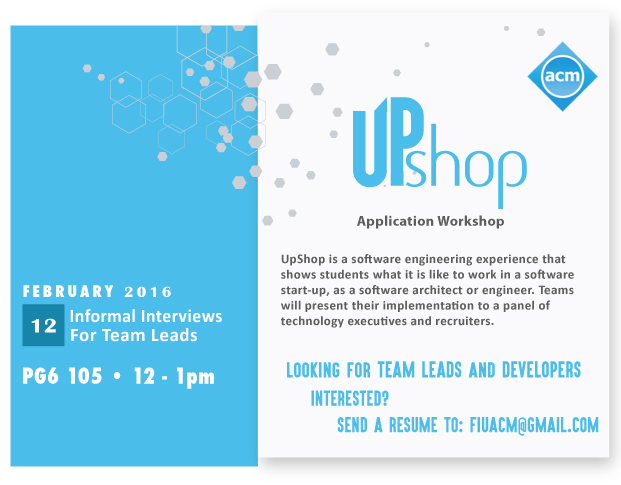 acm
UPshop
Application Workshop
UpShop is a software engineering experience that
shows students what it is like to work in a software
start-up, as a software architect or engineer. Teams
will present their implementation to a panel of
technology executives and recruiters.
FEBRUARY 2016
12 Informal Interviews
For Team Leads
PG6 105 • 12 - 1pm
LOOKING FOR TEAM LEADS AND DEVELOPERS
INTERESTED?
SEND A RESUME TO: FIUACM@GMAIL.COM